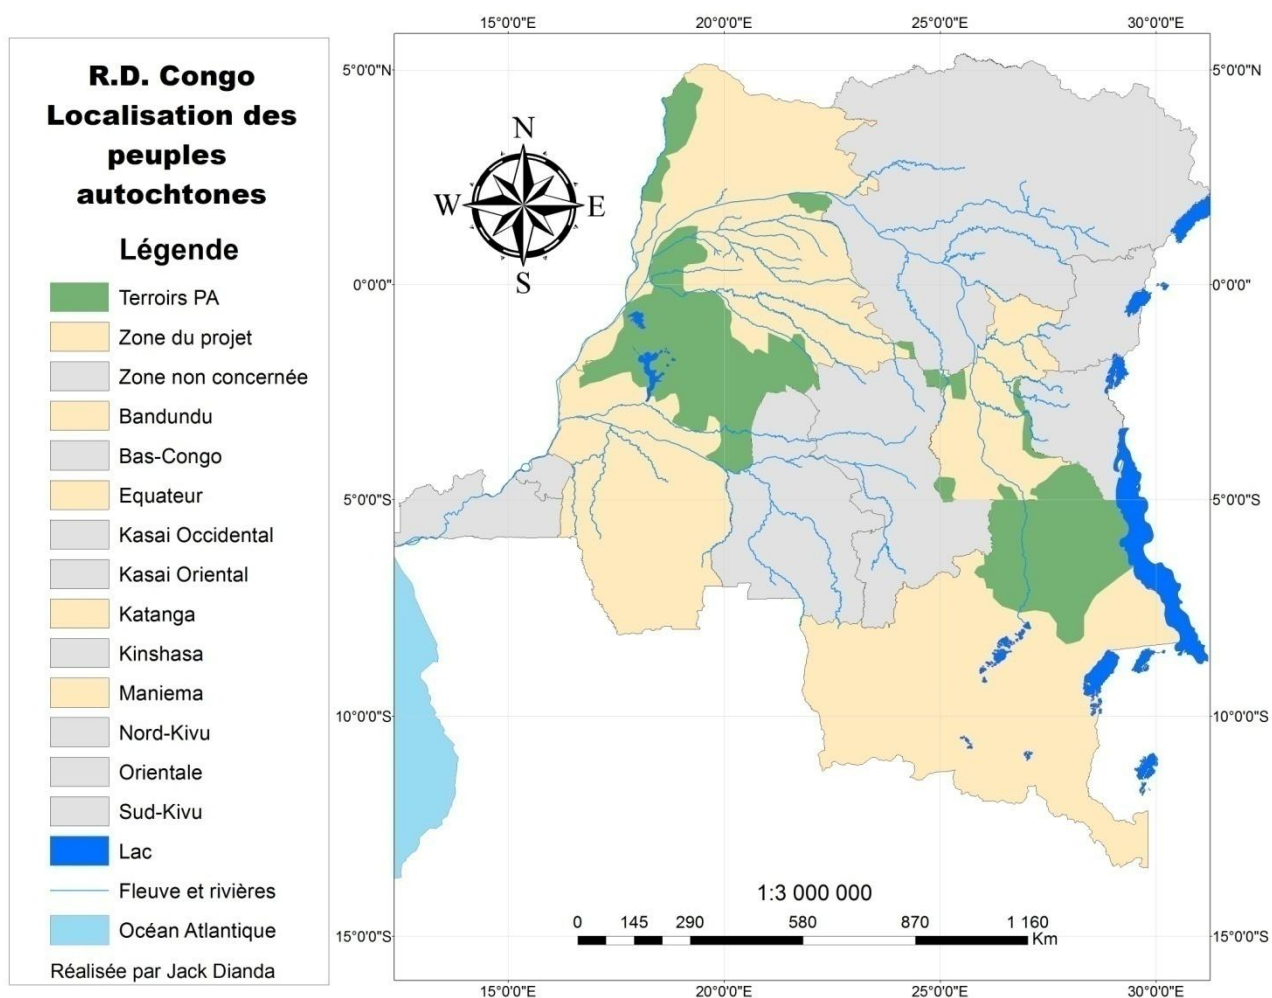 R.D. Congo
Localisation des
peuples
autochtones
Légende
Terroirs PA
Zone du projet
Zone non concernée
Bandundu
Bas-Congo
Equateur
Kasai Occidental
Kasai Oriental
Katanga
Kinshasa
Maniema
Nord-Kivu
Orientale
Sud-Kivu
Lac
Fleuve et rivières
Océan Atlantique
Réalisée par Jack Dianda
15°0'0"E 20°0'0"E 25°0'0"E 30°0'0"E
5°0'0"N 5°0'0"N
N
W E
S
0°0'0" 0°0'0"
5°0'0"S 5°0'0"S
10°0'0"S 10°0'0"S
1:3 000 000
0 145 290 580 870 1 160
Km
15°0'0"S 15°0'0"S
15°0'0"E 20°0'0"E 25°0'0"E 30°0'0"E